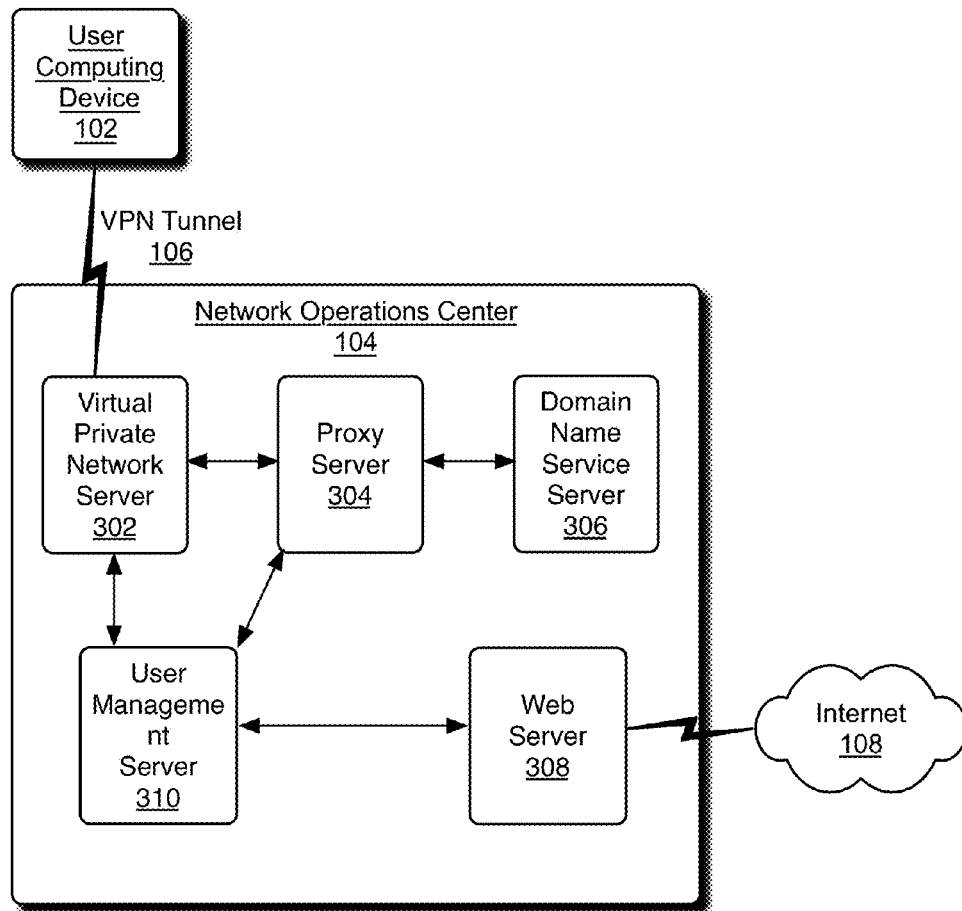 User
Computing
Device
102
VPN Tunnel
106
Network Operations Center
104
Virtual
Private
Network
Server
302
Proxy
Server
304
Domain
Name
Service
Server
306
User
Manageme
nt
Server
310
Web
Server
308
Internet
108